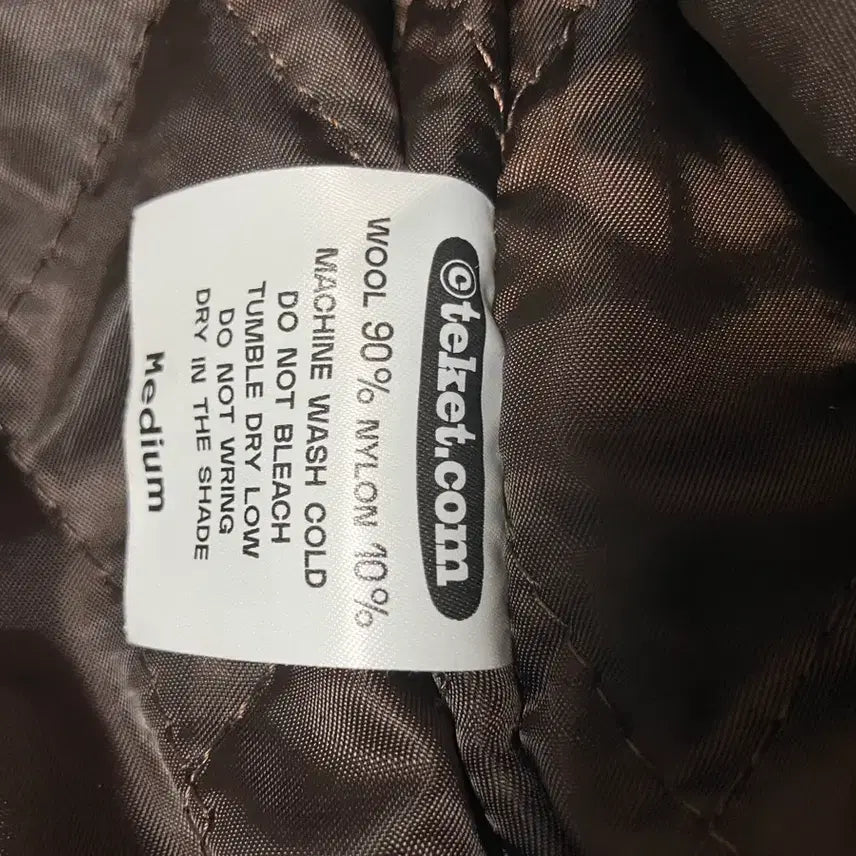 ©teket.com
WOOL 90% NYLON 10%
MACHINE WASH COLD
DO NOT BLEACH
TUMBLE DRY LOW
DO NOT WRING
DRY IN THE SHADE
Medium